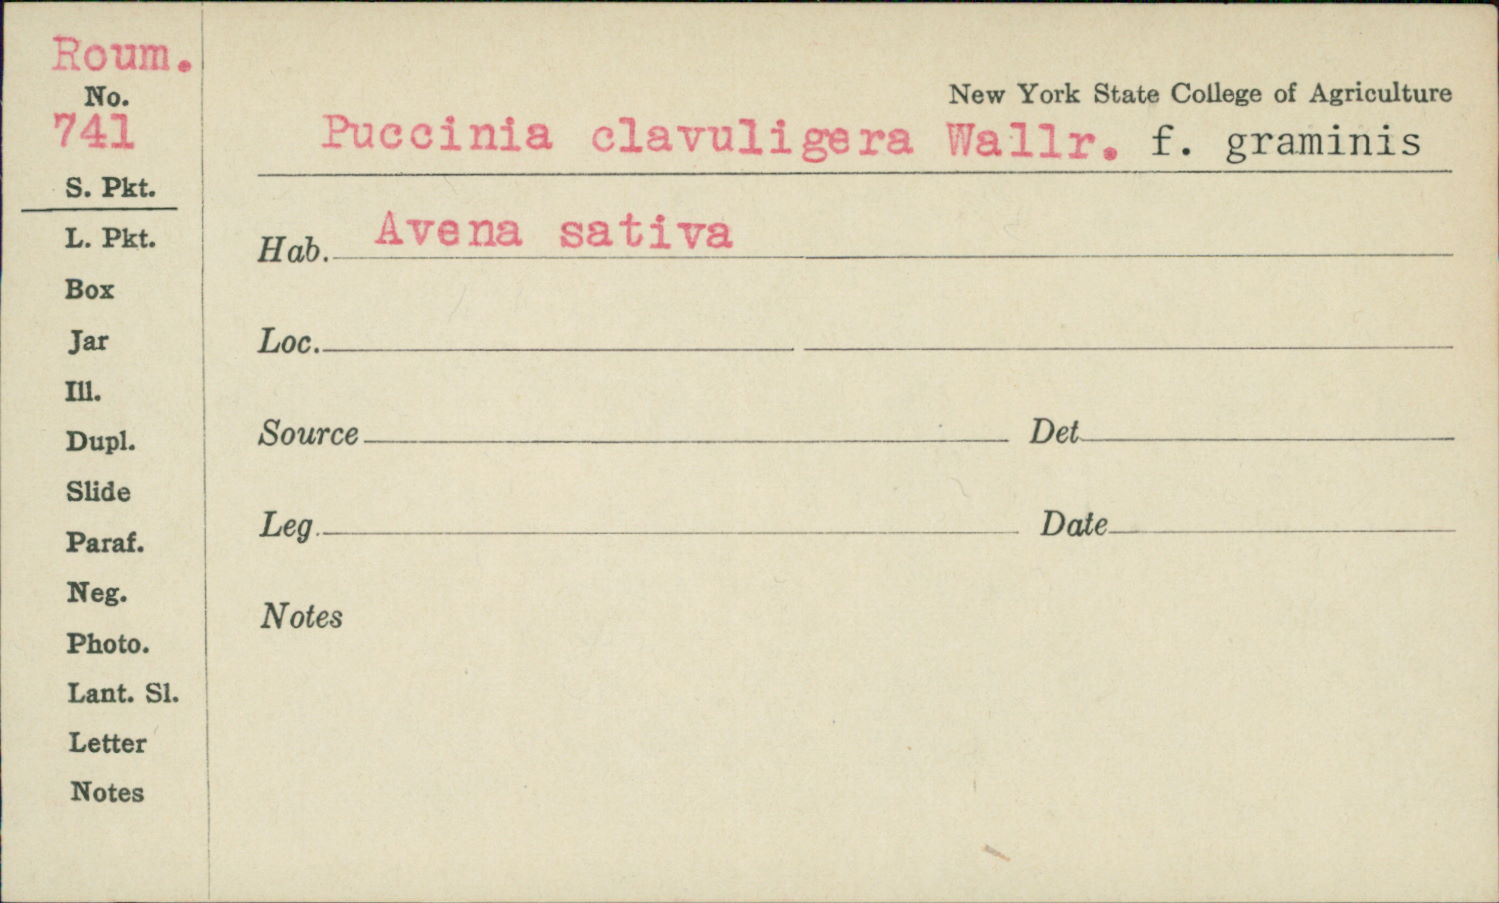 Roum.
No.
741
S. Pkt.
L. Pkt.
Box
Jar
Ill.
Dupl.
Slide
Paraf.
Neg.
Photo.
Lant. Sl.
Letter
Notes
New York State College of Agriculture
Puccinia clavuligera Wallr. f. graminis
Hab. Avena sativa
Loc.
Source Det.
Leg. Date
Notes